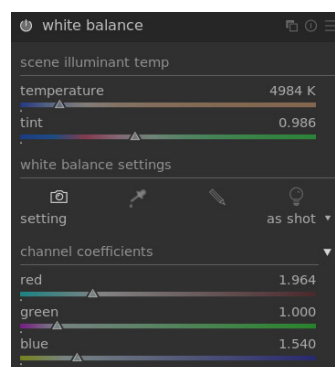 white balance
scene illuminant temp
temperature 4984 K
tint 0.986
white balance settings
setting as shot
channel coefficients
red 1.964
green 1.000
blue 1.540